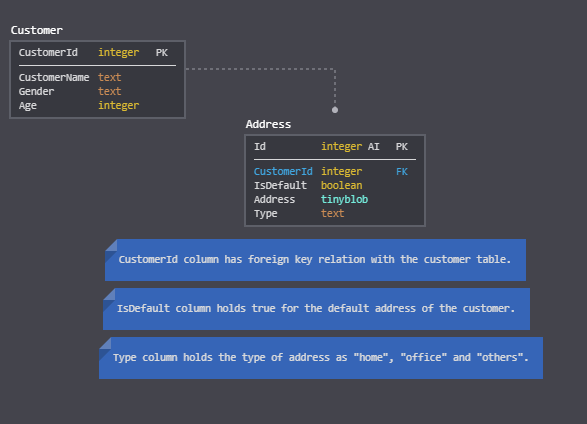 Customer
CustomerId integer PK
CustomerName text
Gender text
Age integer
Address
Id integer AI PK
CustomerId integer FK
IsDefault boolean
Address tinyblob
Type text
CustomerId column has foreign key relation with the customer table.
IsDefault column holds true for the default address of the customer.
Type column holds the type of address as "home", "office" and "others".